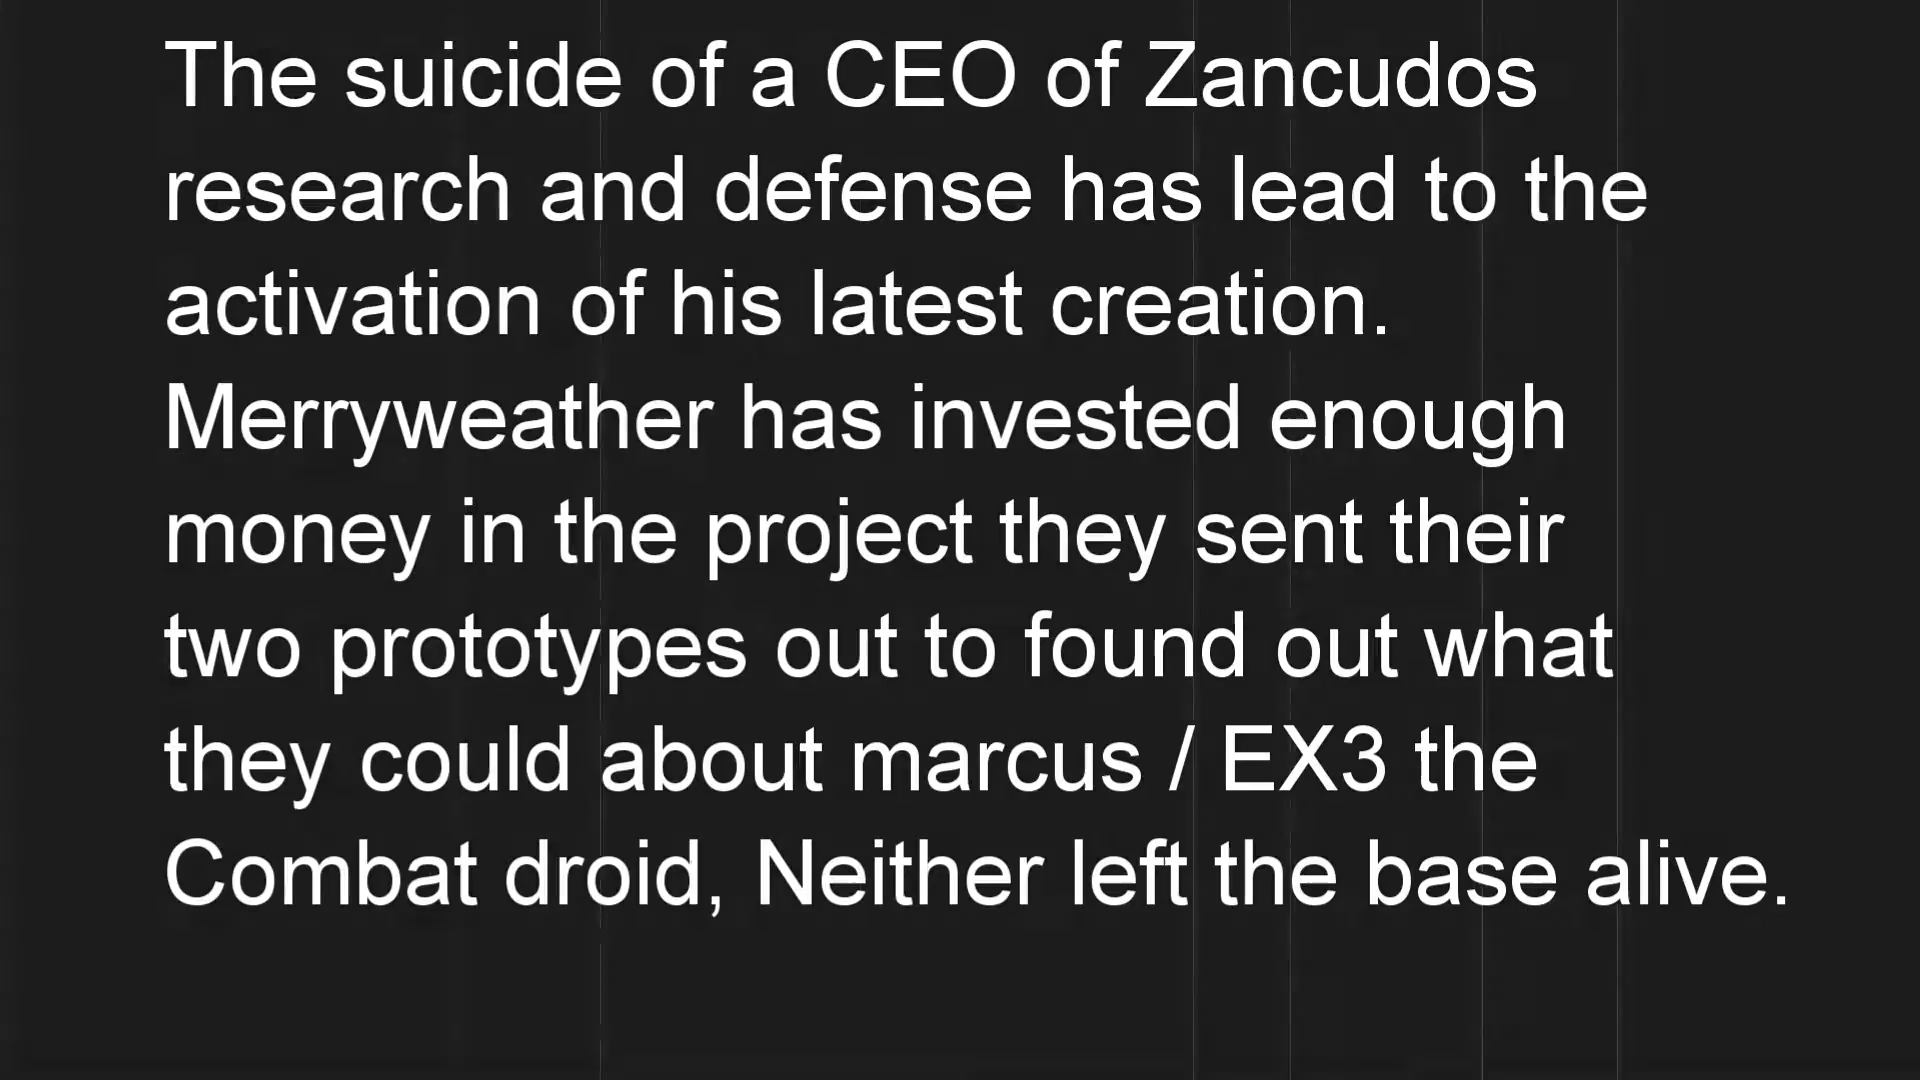 The suicide of a CEO of Zancudos
research and defense has lead to the
activation of his latest creation.
Merryweather has invested enough
money in the project they sent their
two prototypes out to found out what
they could about marcus / EX3 the
Combat droid, Neither left the base alive.